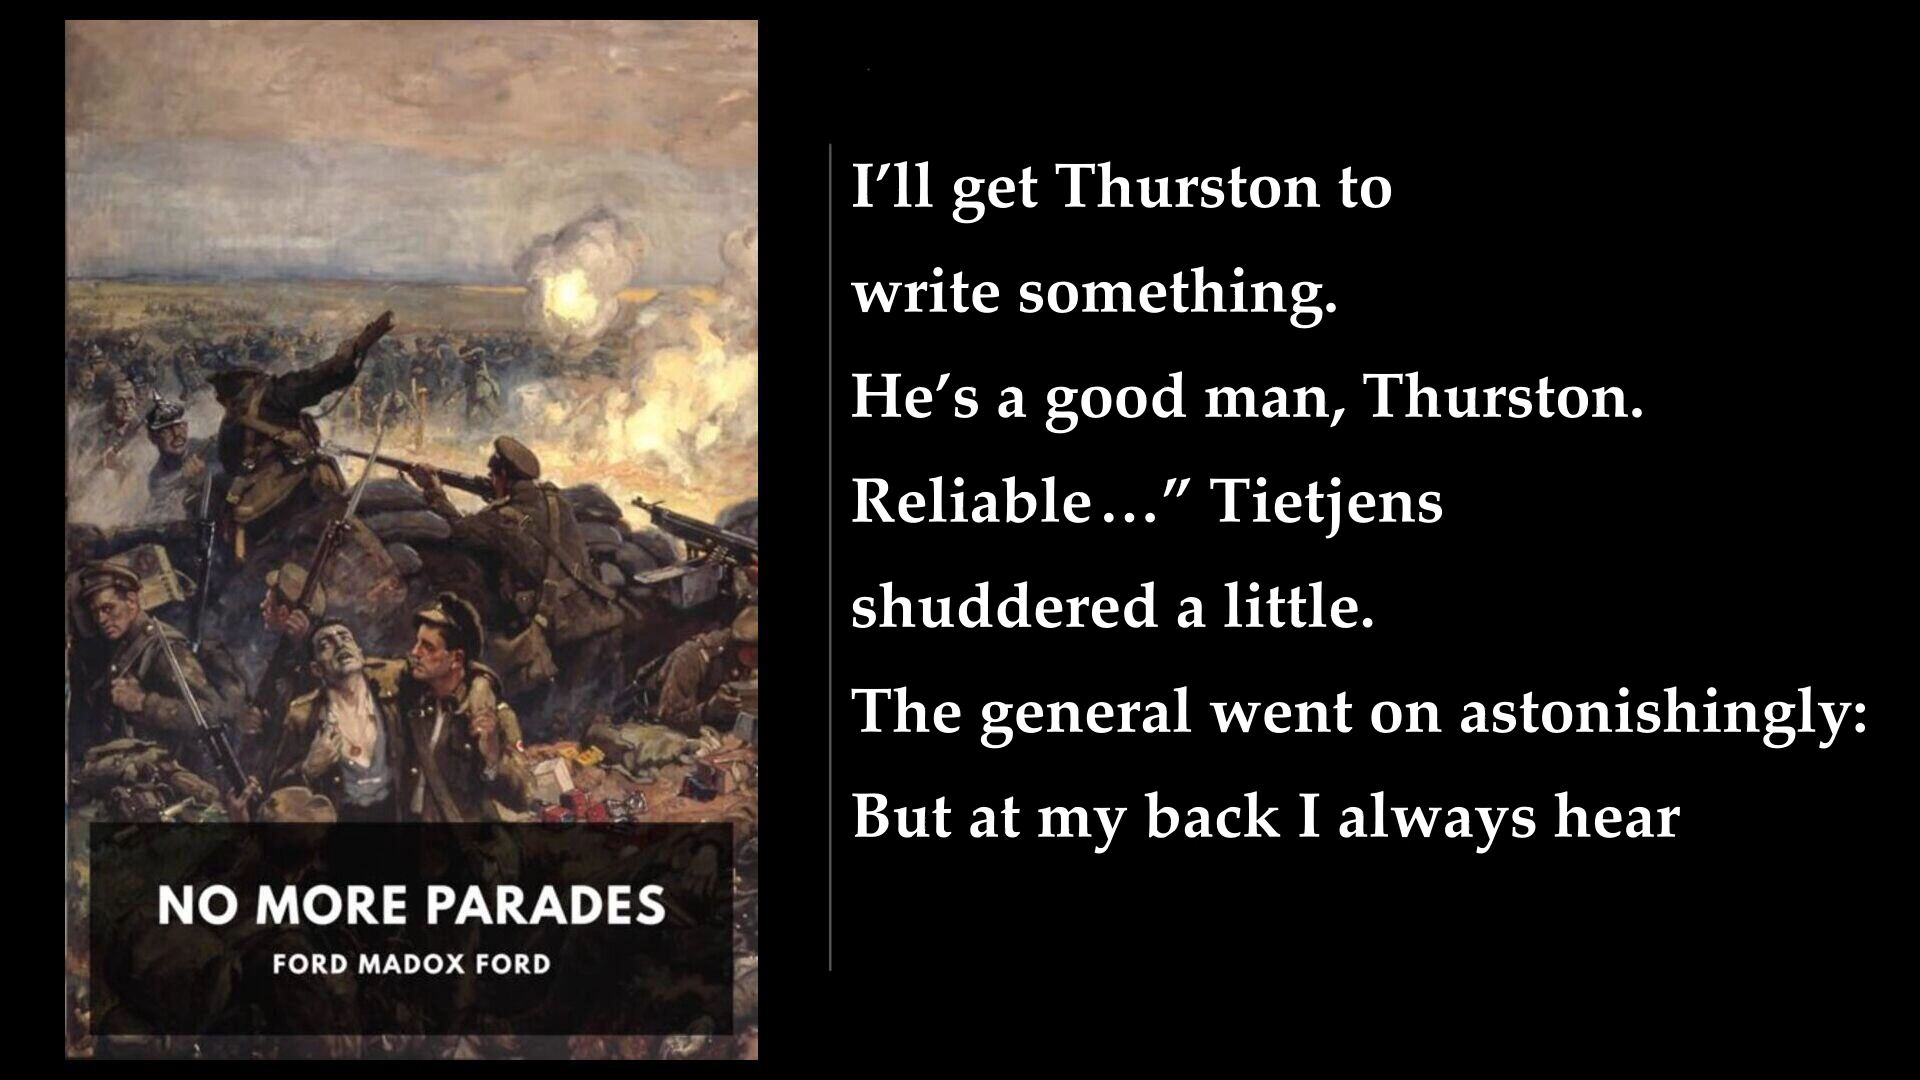 I’ll get Thurston to
write something.
He’s a good man, Thurston.
Reliable…” Tietjens
shuddered a little.
The general went on astonishingly:
But at my back I always hear
NO MORE PARADES
FORD MADOX FORD